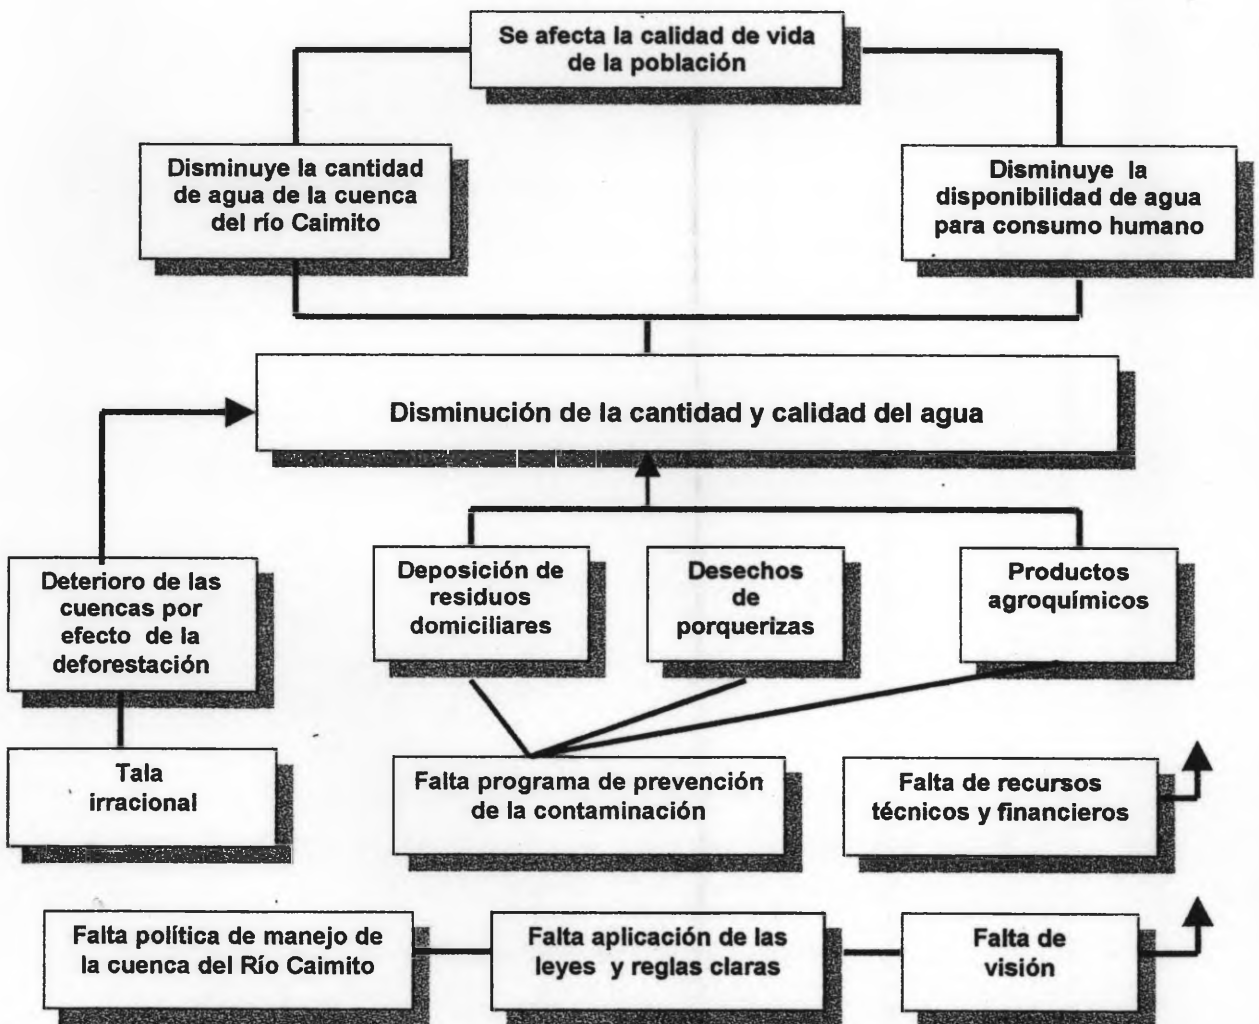 Se afecta la calidad de vida
de la población
Disminuye la cantidad
de agua de la cuenca
del río Caimito
Disminuye la
disponibilidad de agua
para consumo humano
Disminución de la cantidad y calidad del agua
Deterioro de las
cuencas por
efecto de la
deforestación
Deposición de
residuos
domiciliares
Desechos
de
porquerizas
Productos
agroquímicos
Tala
irracional
Falta programa de prevención
de la contaminación
Falta de recursos
técnicos y financieros
Falta política de manejo de
la cuenca del Río Caimito
Falta aplicación de las
leyes y reglas claras
Falta de
visión